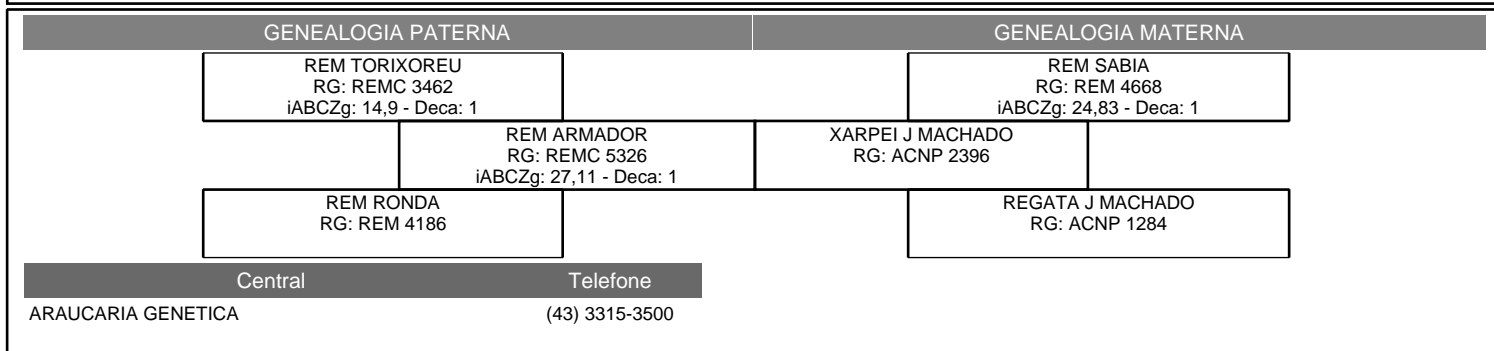 GENEALOGIA PATERNA GENEALOGIA MATERNA
REM TORIXOREU
RG: REMC 3462
iABCZg: 14,9 - Deca: 1
REM SABIA
RG: REM 4668
iABCZg: 24,83 - Deca: 1
REM ARMADOR
RG: REMC 5326
iABCZg: 27,11 - Deca: 1
XARPEI J MACHADO
RG: ACNP 2396
REM RONDA
RG: REM 4186
REGATA J MACHADO
RG: ACNP 1284
Central Telefone
ARAUCARIA GENETICA (43) 3315-3500